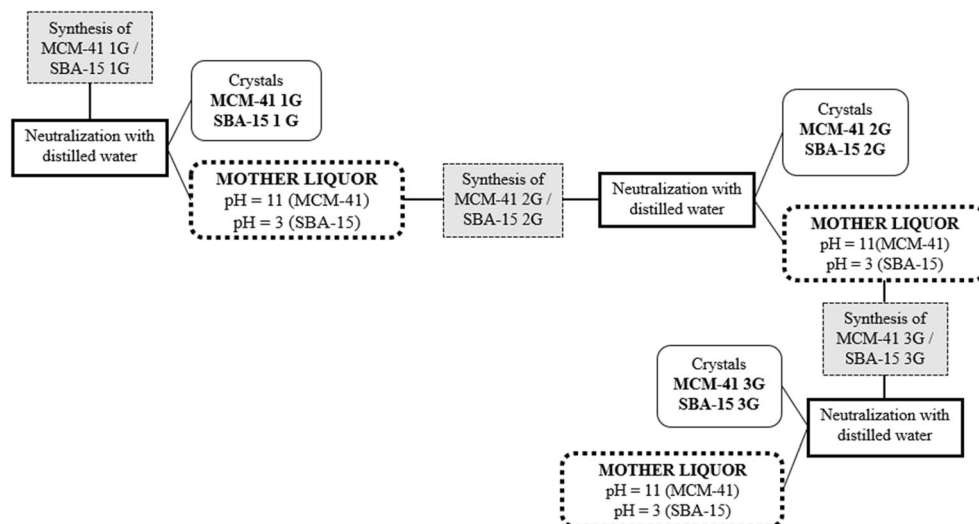 Synthesis of
MCM-41 1G /
SBA-15 1G
Neutralization with
distilled water
Crystals
MCM-41 1G
SBA-15 1 G
MOTHER LIQUOR
pH = 11 (MCM-41)
pH = 3 (SBA-15)
Synthesis of
MCM-41 2G /
SBA-15 2G
Neutralization with
distilled water
Crystals
MCM-41 2G
SBA-15 2G
MOTHER LIQUOR
pH = 11(MCM-41)
pH = 3 (SBA-15)
Synthesis of
MCM-41 3G /
SBA-15 3G
Neutralization with
distilled water
Crystals
MCM-41 3G
SBA-15 3G
MOTHER LIQUOR
pH = 11 (MCM-41)
pH = 3 (SBA-15)